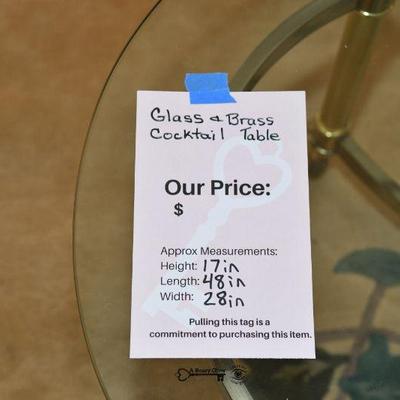 Glass & Brass
Cocktail Table
Our Price:
$
Approx Measurements:
Height: 17in
Length: 48in
Width: 28in
Pulling this tag is a
commitment to purchasing this item.